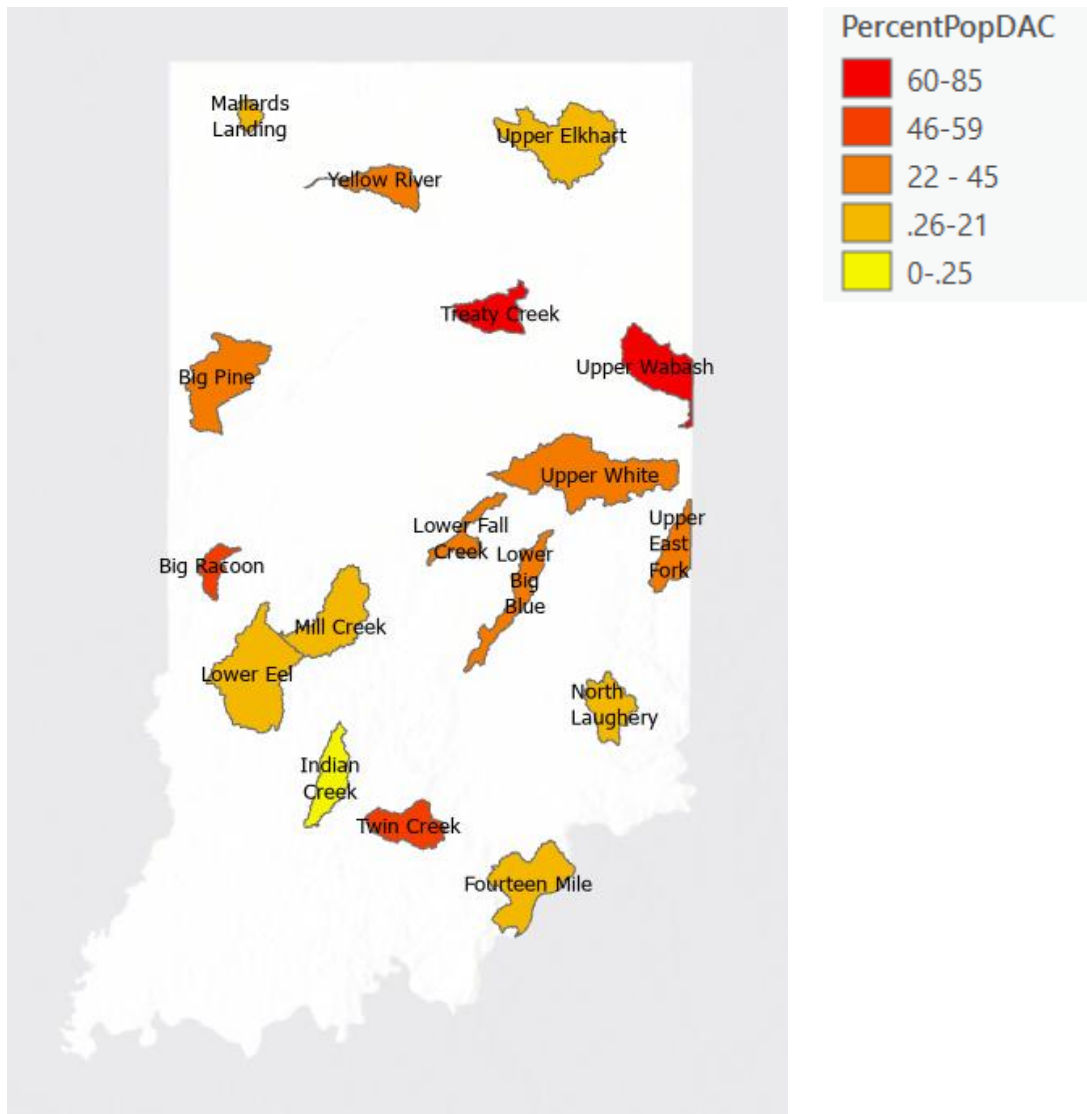 PercentPopDAC
60-85
46-59
22 - 45
.26-21
0-.25
Mallards
Landing
Upper Elkhart
Yellow River
Treaty Creek
Upper Wabash
Big Pine
Upper White
Lower Fall
Creek
Upper
East
Fork
Lower
Big
Blue
Big Racoon
Mill Creek
Lower Eel
North
Laughery
Indian
Creek
Twin Creek
Fourteen Mile